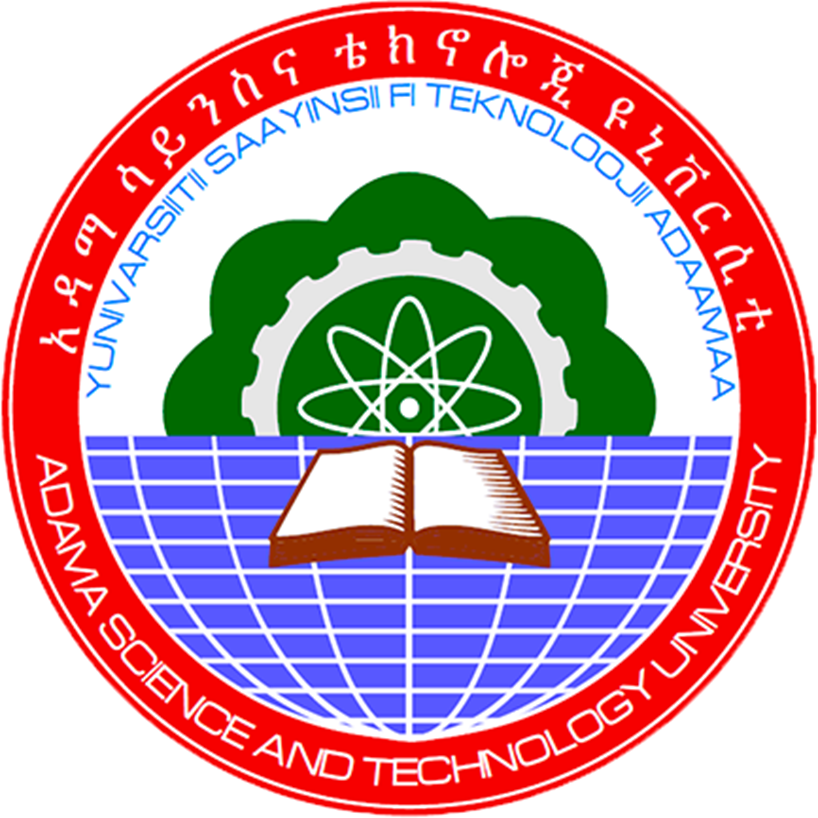 አዳማ ሳይንስና ቴክኖሎጂ ዩኒቨርሲቲ
YUNIVARSIITII SAAYINSII FI TEKNOLOOJII ADAAMAA
ADAMA SCIENCE AND TECHNOLOGY UNIVERSITY